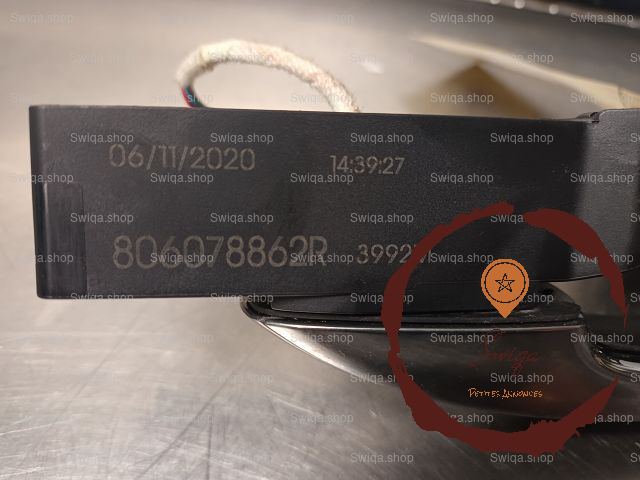 06/11/2020 14:39:27
806078862R
Swiqa
PETITES ANNONCES
Swiqa.shop